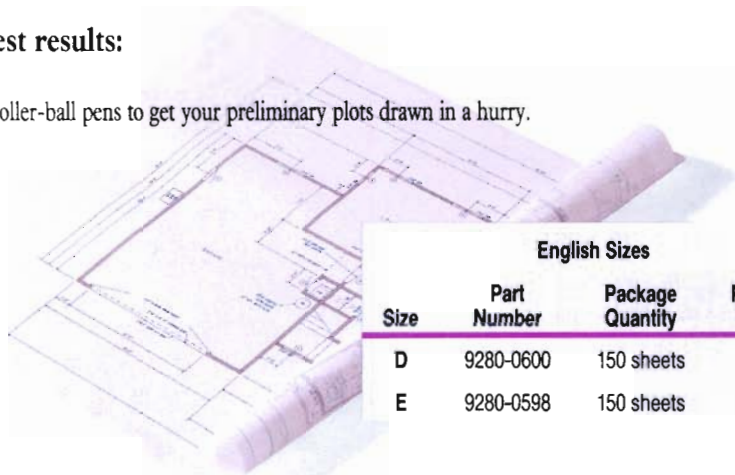 est results:
oller-ball pens to get your preliminary plots drawn in a hurry.
English Sizes
Size Part Number Package Quantity
D 9280-0600 150 sheets
E 9280-0598 150 sheets